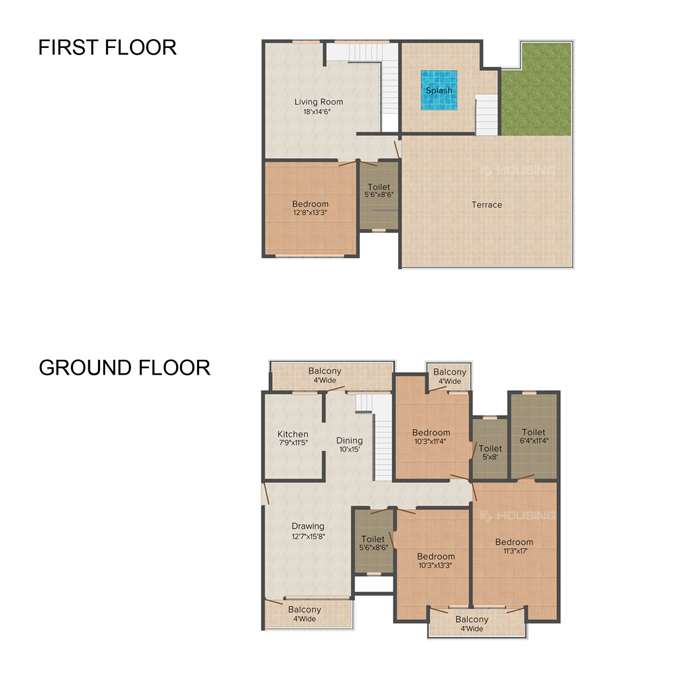 FIRST FLOOR
Living Room
18'x14'6"
Splash
HOUSING
Toilet
5'6"x8'6"
Bedroom
12'8"x13'3"
Terrace
GROUND FLOOR
Balcony
4'Wide
Balcony
4'Wide
Kitchen
7'9"x11'5"
Dining
10'x15'
Bedroom
10'3"x11'4"
Toilet
5'x8'
Toilet
6'4"x11'4"
HOUSING
Drawing
12'7"x15'8"
Toilet
5'6"x8'6"
Bedroom
10'3"x13'3"
Bedroom
11'3"x17'
Balcony
4'Wide
Balcony
4'Wide